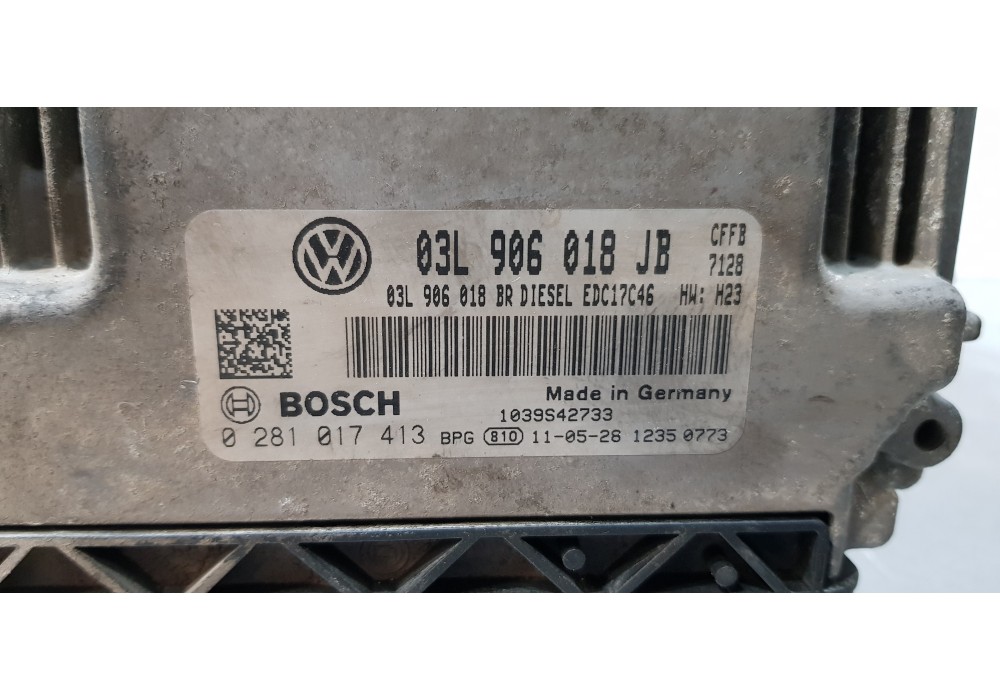 03L 906 018 JB CFFB
7128
03L 906 018 BR DIESEL EDC17C46 HW: H23
Made in Germany
BOSCH
1039S42733
0 281 017 413 BPG 810 11-05-28 1235 0773